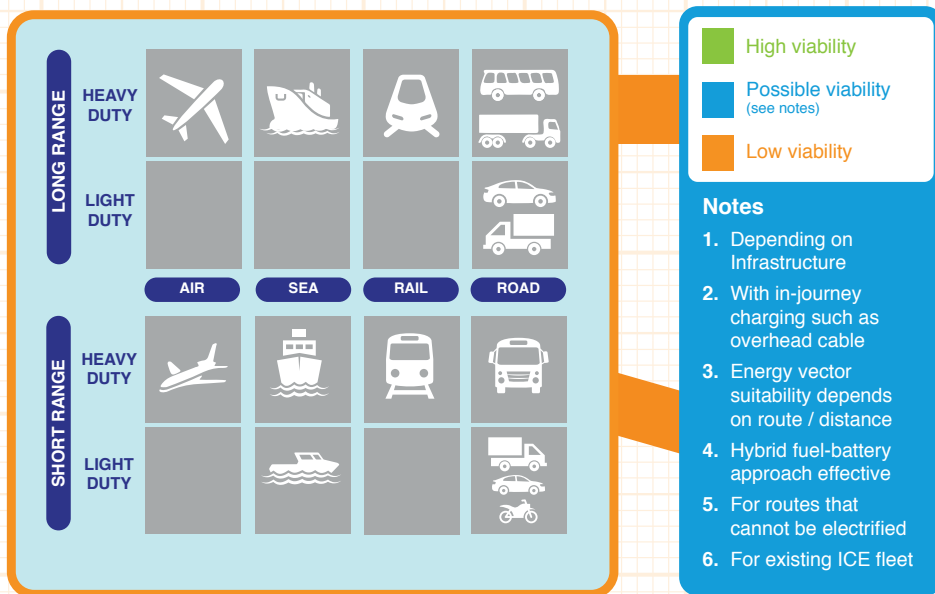 LONG RANGE
HEAVY
DUTY
LIGHT
DUTY
AIR
SEA
RAIL
ROAD
SHORT RANGE
HEAVY
DUTY
LIGHT
DUTY
High viability
Possible viability
(see notes)
Low viability
Notes
1. Depending on
Infrastructure
2. With in-journey
charging such as
overhead cable
3. Energy vector
suitability depends
on route / distance
4. Hybrid fuel-battery
approach effective
5. For routes that
cannot be electrified
6. For existing ICE fleet